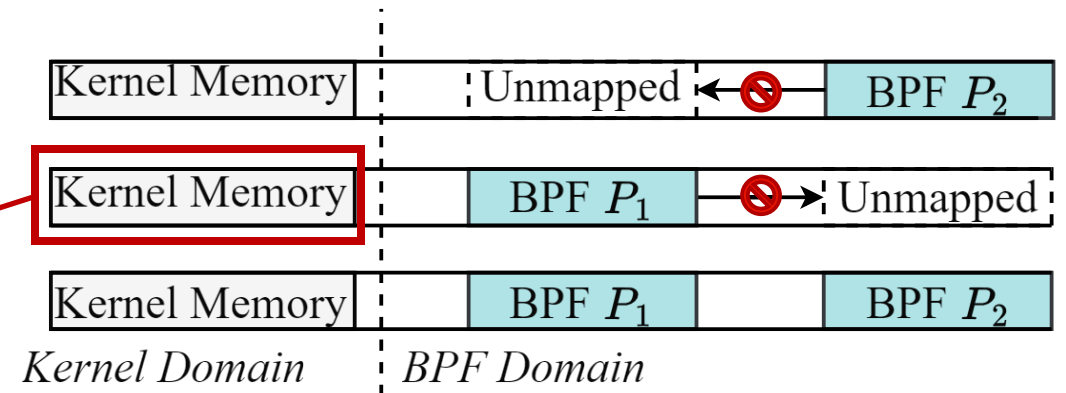 Kernel Memory Unmapped BPF P₂
Kernel Memory BPF P₁ Unmapped
Kernel Memory BPF P₁ BPF P₂
Kernel Domain BPF Domain